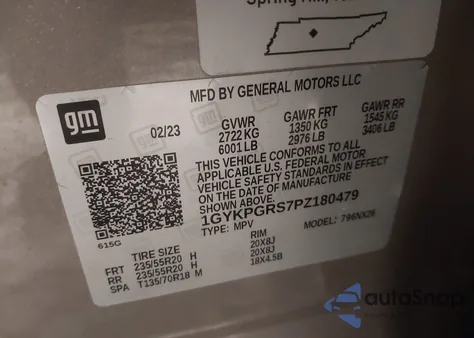 Spring Hill,
MFD BY GENERAL MOTORS LLC
gm
02/23
GVWR GAWR FRT GAWR RR
2722 KG 1350 KG 1545 KG
6001 LB 2976 LB 3406 LB
THIS VEHICLE CONFORMS TO ALL
APPLICABLE U.S. FEDERAL MOTOR
VEHICLE SAFETY STANDARDS IN EFFECT
ON THE DATE OF MANUFACTURE
1GYKPGRS7PZ180479
TYPE: MPV MODEL: 796NX26
615G
TIRE SIZE RIM
FRT 235/55R20 H 20X8J
RR 235/55R20 H 20X8J
SPA T135/70R18 M 18X4.5B
autoSnap